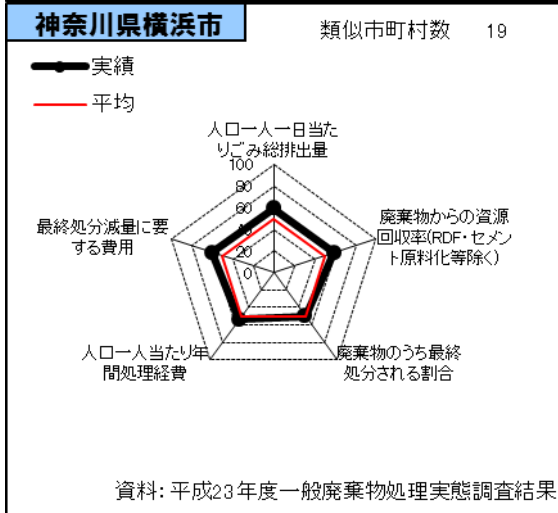 神奈川県横浜市
類似市町村数 19
実績
平均
人口一人一日当た
りごみ総排出量
100
80
60
40
20
0
廃棄物からの資源
回収率(RDF・セメン
ト原料化等除く)
最終処分減量に要
する費用
人口一人当たり年
間処理経費
廃棄物のうち最終
処分される割合
資料:平成23年度一般廃棄物処理実態調査結果